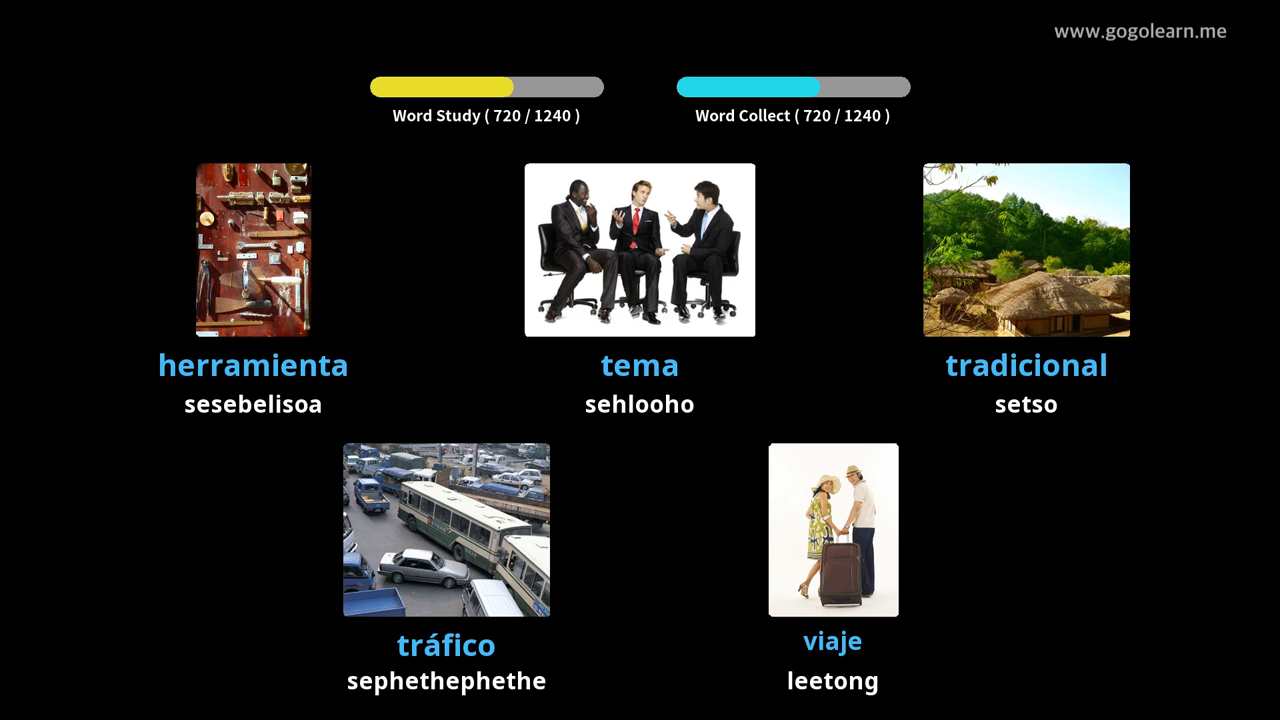 www.gogolearn.me
Word Study ( 720 / 1240 )
Word Collect ( 720 / 1240 )
herramienta
sesebelisoa
tema
sehlooho
tradicional
setso
tráfico
sephethephethe
viaje
leetong